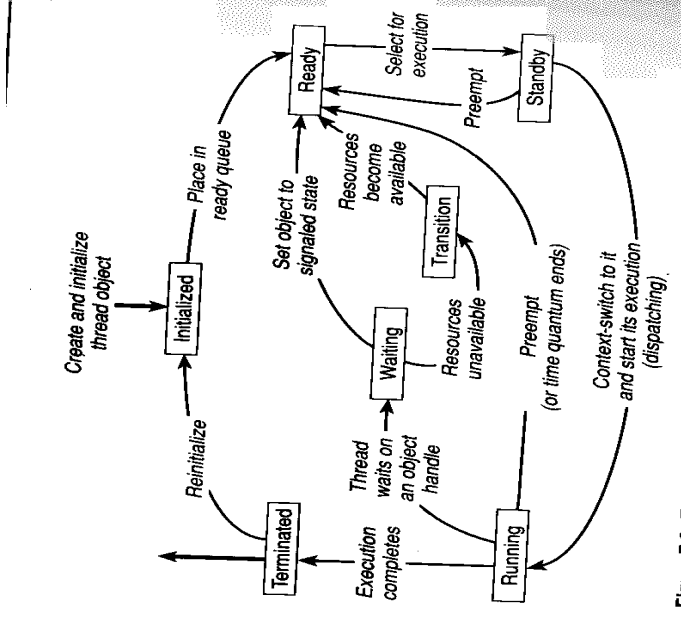 Create and initialize
thread object
Initialized
Place in
ready queue
Ready
Select for
execution
Standby
Preempt
Resources
become
available
Transition
Set object to
signaled state
Waiting
Resources
unavailable
Reinitialize
Terminated
Execution
completes
Thread
waits on
an object
handle
Running
Preempt
(or time quantum ends)
Context-switch to it
and start its execution
(dispatching)